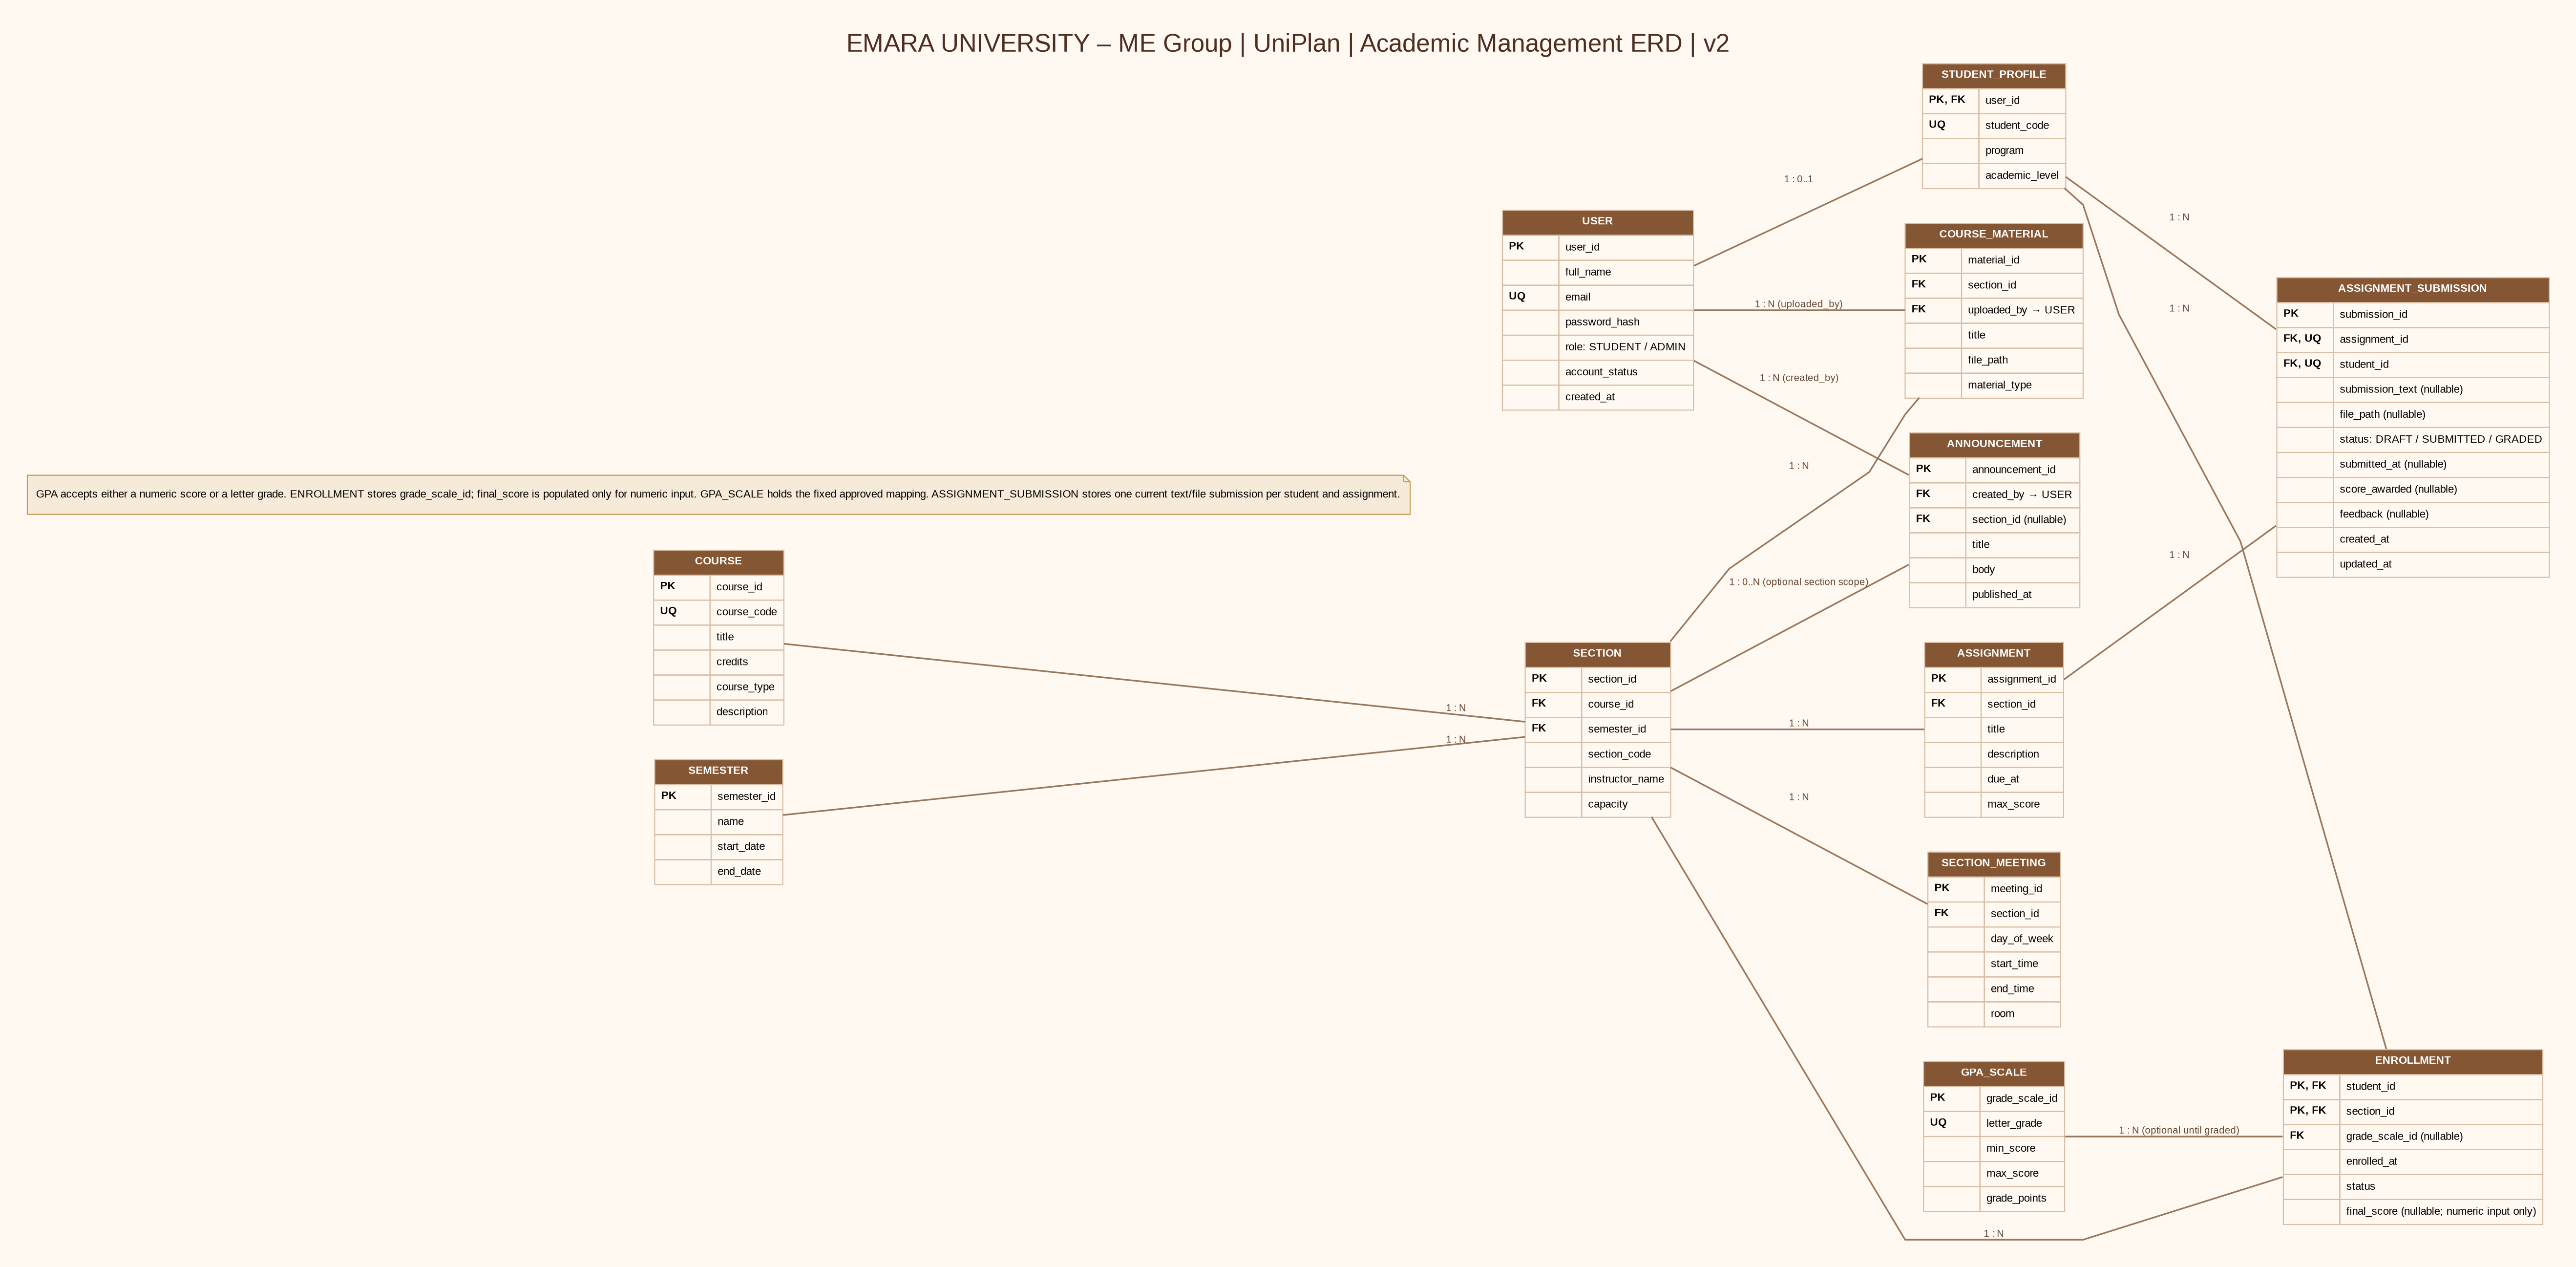 EMARA UNIVERSITY – ME Group | UniPlan | Academic Management ERD | v2
STUDENT_PROFILE
PK, FK user_id
UQ student_code
program
academic_level
1 : 0..1
1 : N
USER
PK user_id
full_name
UQ email
password_hash
role: STUDENT / ADMIN
account_status
created_at
COURSE_MATERIAL
PK material_id
FK section_id
FK uploaded_by → USER
title
file_path
material_type
1 : N (uploaded_by)
1 : N
1 : N (created_by)
ASSIGNMENT_SUBMISSION
PK submission_id
FK, UQ assignment_id
FK, UQ student_id
submission_text (nullable)
file_path (nullable)
status: DRAFT / SUBMITTED / GRADED
submitted_at (nullable)
score_awarded (nullable)
feedback (nullable)
created_at
updated_at
ANNOUNCEMENT
PK announcement_id
FK created_by → USER
FK section_id (nullable)
title
body
published_at
1 : N
GPA accepts either a numeric score or a letter grade. ENROLLMENT stores grade_scale_id; final_score is populated only for numeric input. GPA_SCALE holds the fixed approved mapping. ASSIGNMENT_SUBMISSION stores one current text/file submission per student and assignment.
1 : N
1 : 0..N (optional section scope)
COURSE
PK course_id
UQ course_code
title
credits
course_type
description
1 : N
1 : N
SEMESTER
PK semester_id
name
start_date
end_date
SECTION
PK section_id
FK course_id
FK semester_id
section_code
instructor_name
capacity
1 : N
1 : N
ASSIGNMENT
PK assignment_id
FK section_id
title
description
due_at
max_score
SECTION_MEETING
PK meeting_id
FK section_id
day_of_week
start_time
end_time
room
GPA_SCALE
PK grade_scale_id
UQ letter_grade
min_score
max_score
grade_points
1 : N (optional until graded)
1 : N
ENROLLMENT
PK, FK student_id
PK, FK section_id
FK grade_scale_id (nullable)
enrolled_at
status
final_score (nullable; numeric input only)